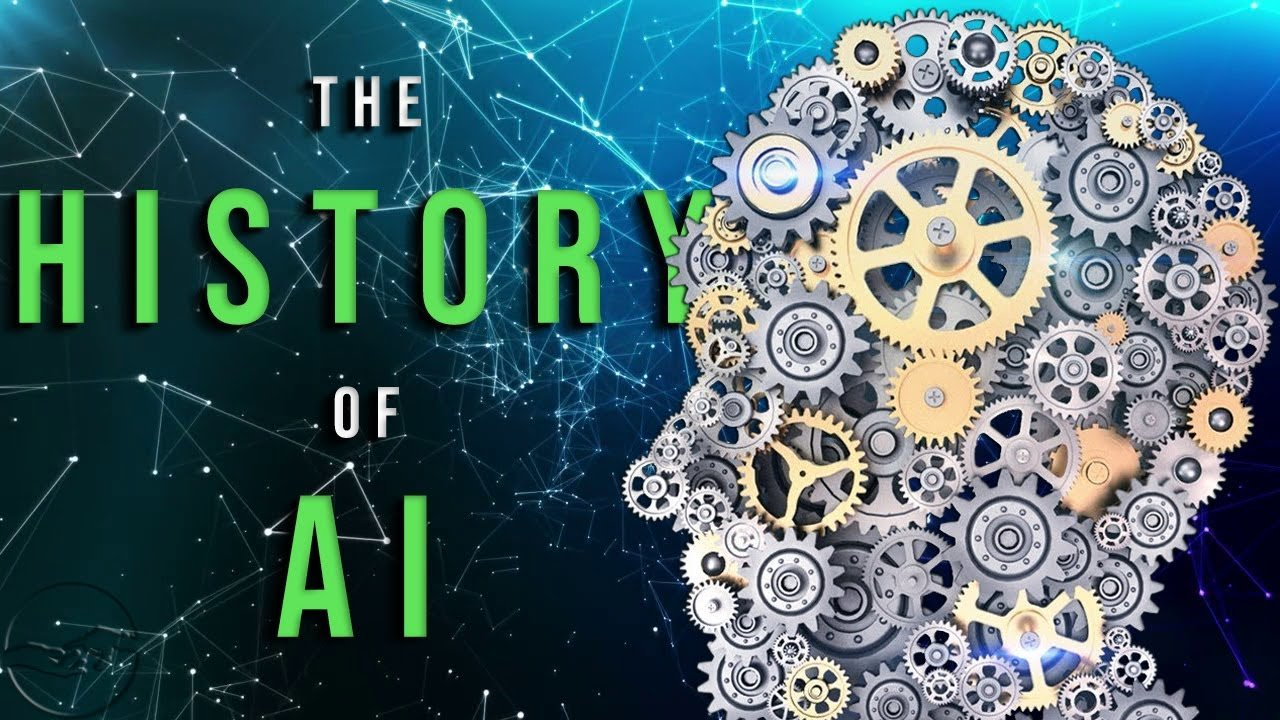 THE
HISTORY
OF
AI